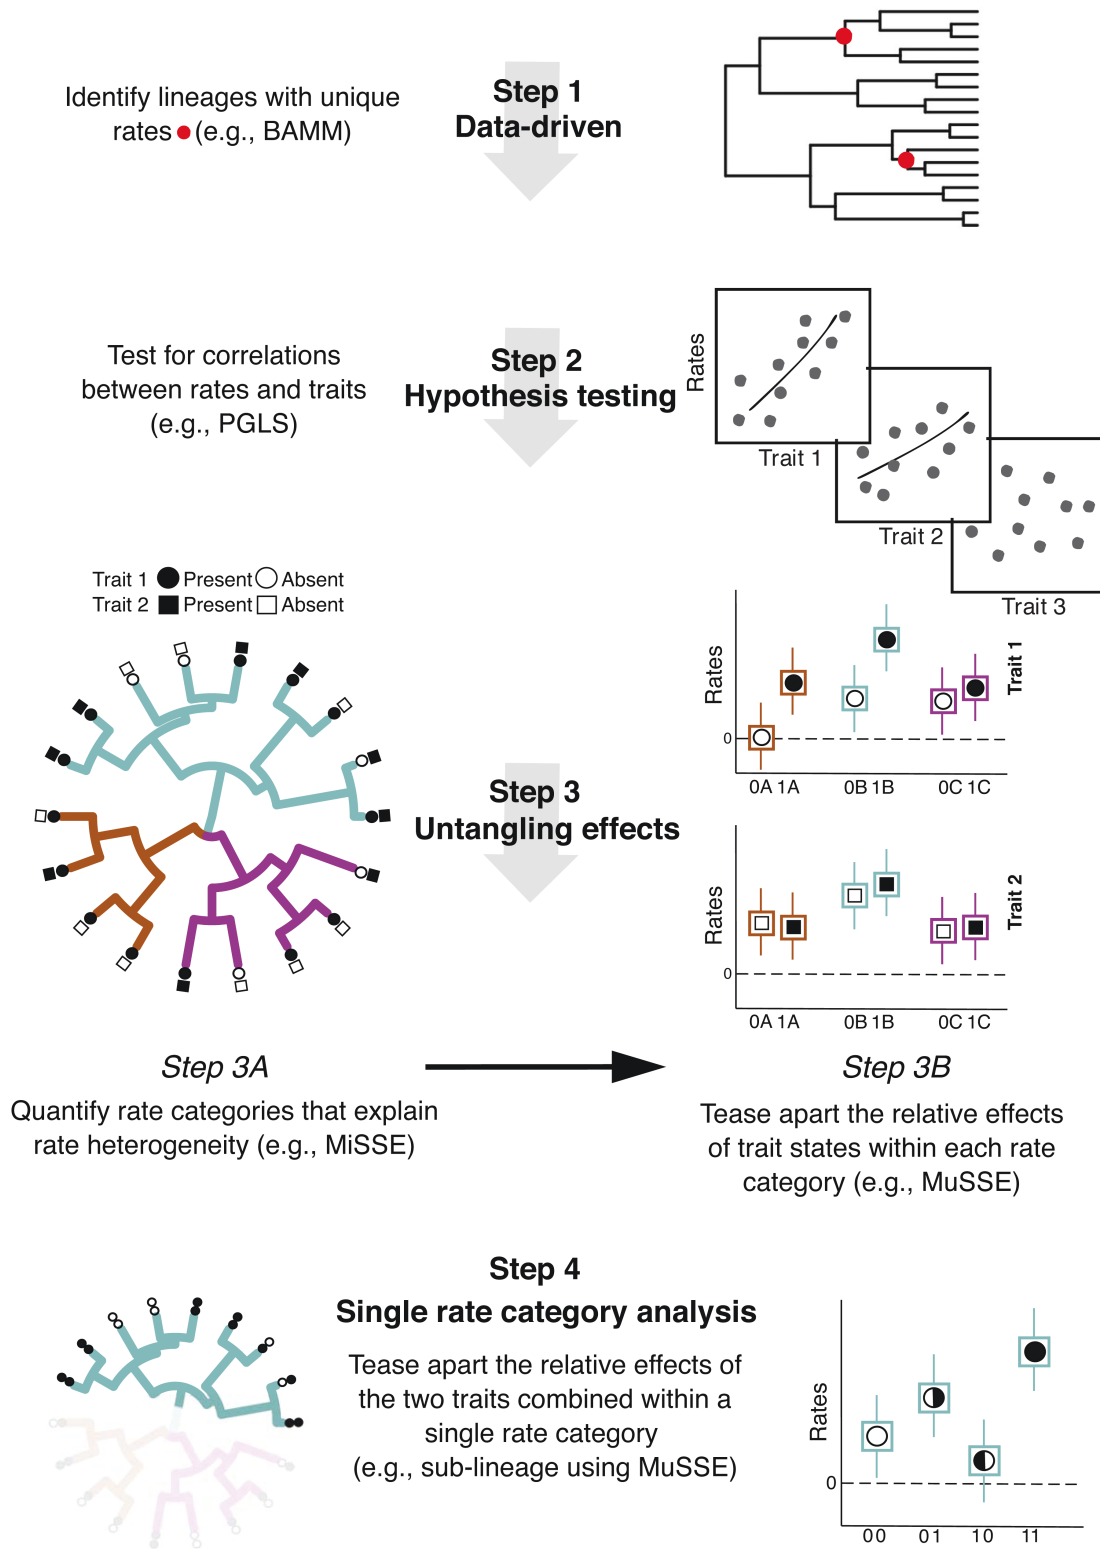 Identify lineages with unique
rates (e.g., BAMM)
Step 1
Data-driven
Test for correlations
between rates and traits
(e.g., PGLS)
Step 2
Hypothesis testing
Rates
Trait 1
Trait 2
Trait 3
Trait 1 Present Absent
Trait 2 Present Absent
Step 3
Untangling effects
Rates
0
0A 1A 0B 1B 0C 1C
Trait 1
Rates
0
0A 1A 0B 1B 0C 1C
Trait 2
Step 3A
Quantify rate categories that explain
rate heterogeneity (e.g., MiSSE)
Step 3B
Tease apart the relative effects
of trait states within each rate
category (e.g., MuSSE)
Step 4
Single rate category analysis
Tease apart the relative effects of
the two traits combined within a
single rate category
(e.g., sub-lineage using MuSSE)
Rates
0
00 01 10 11